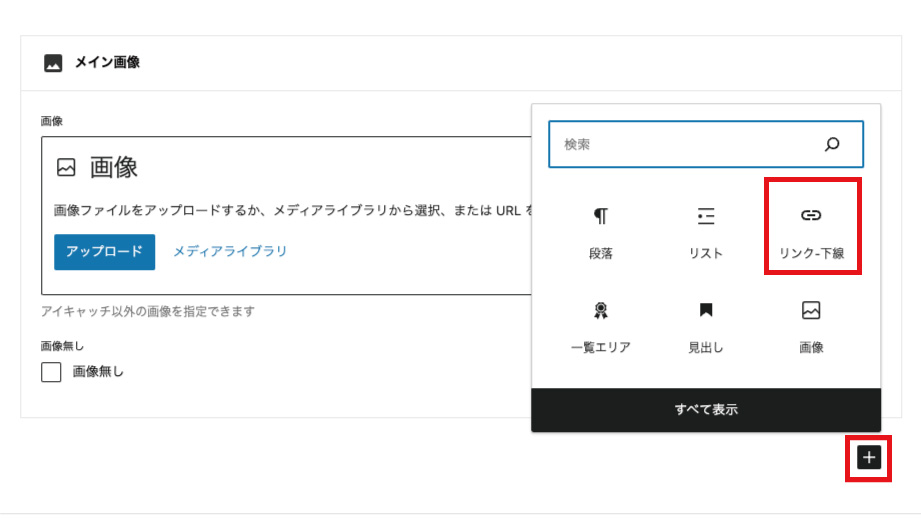 メイン画像
画像
画像
画像ファイルをアップロードするか、メディアライブラリから選択、または URL を
アップロード メディアライブラリ
アイキャッチ以外の画像を指定できます
画像無し
画像無し
検索
段落 リスト リンク-下線
一覧エリア 見出し 画像
すべて表示